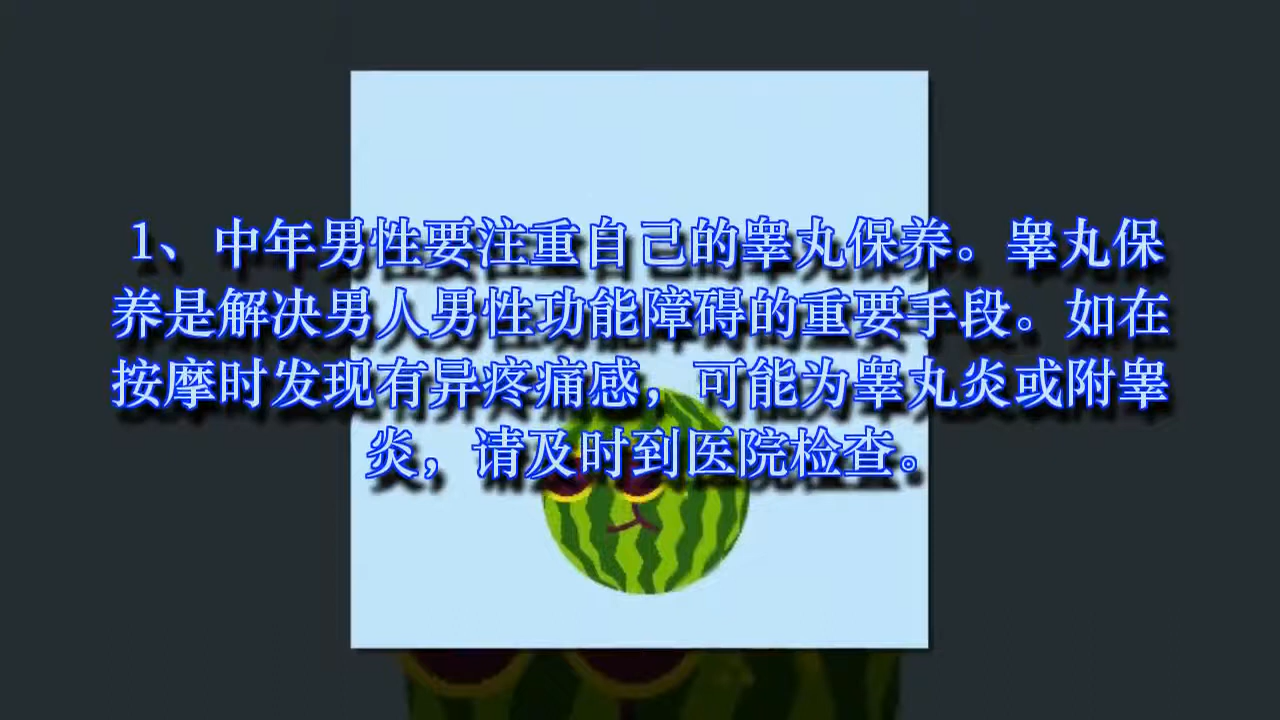 1、中年男性要注重自己的睾丸保养。睾丸保
养是解决男人男性功能障碍的重要手段。如在
按摩时发现有异疼痛感，可能为睾丸炎或附睾
炎，请及时到医院检查。